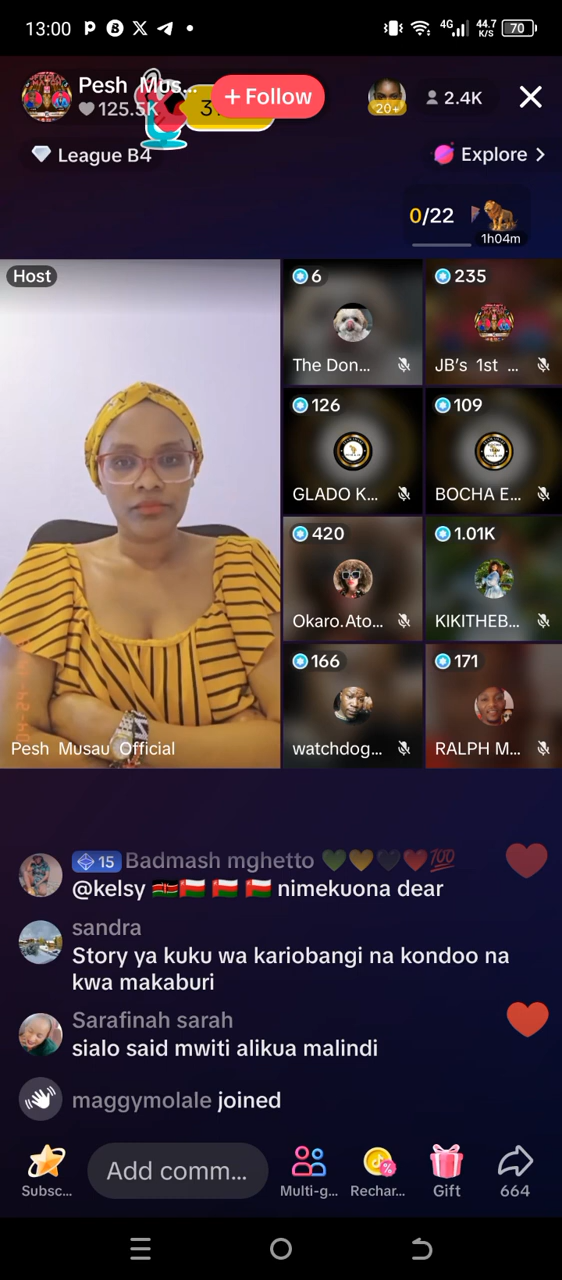 13:00
4G
44.7
K/S
70
Pesh Mus...
125.5K
+ Follow
20+
2.4K
League B4
Explore
0/22
1h04m
Host
6
The Don...
235
JB's 1st ...
126
GLADO K...
109
BOCHA E...
420
Okaro.Ato...
1.01K
KIKITHEB...
166
watchdog...
171
RALPH M...
Pesh Musau Official
15 Badmash mghetto 💚💛🖤❤️💯
@kelsy 🇰🇪🇴🇲 🇴🇲 🇴🇲 nimekuona dear
sandra
Story ya kuku wa kariobangi na kondoo na
kwa makaburi
Sarafinah sarah
sialo said mwiti alikua malindi
maggymolale joined
Subsc...
Add comm...
Multi-g...
Rechar...
Gift
664